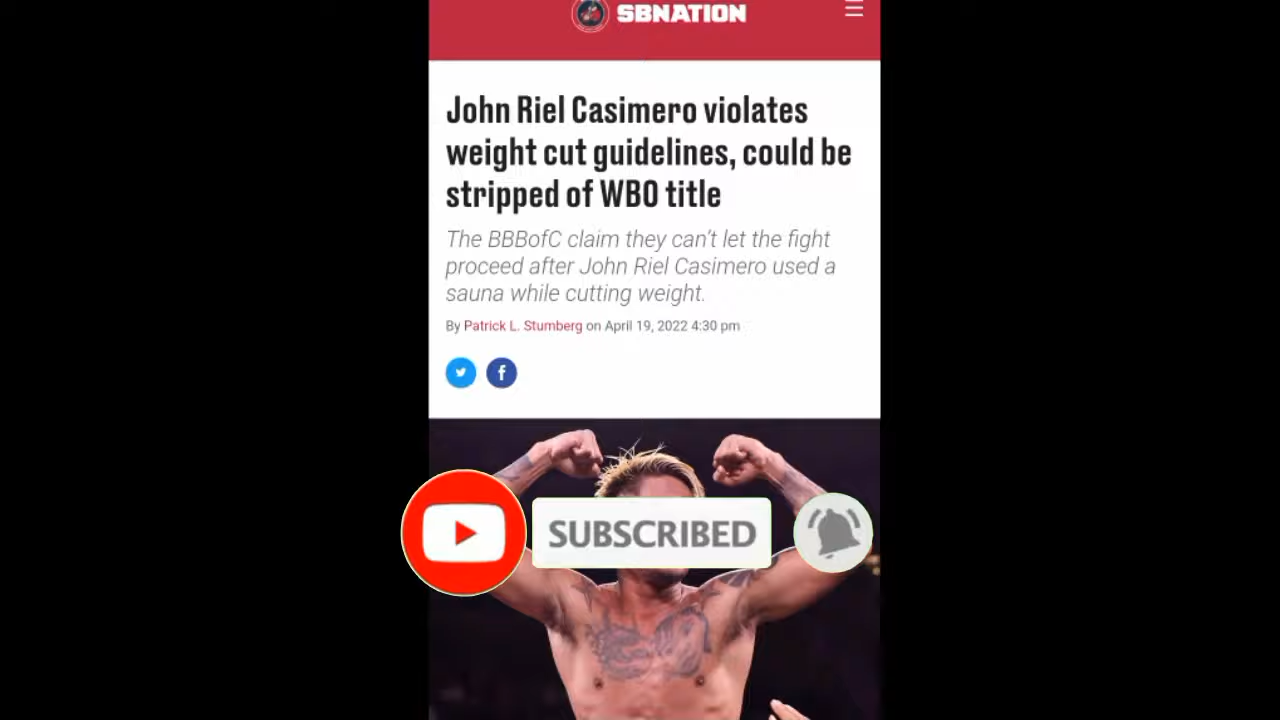 SBNATION
John Riel Casimero violates
weight cut guidelines, could be
stripped of WBO title
The BBBofC claim they can't let the fight
proceed after John Riel Casimero used a
sauna while cutting weight.
By Patrick L. Stumberg on April 19, 2022 4:30 pm
SUBSCRIBED